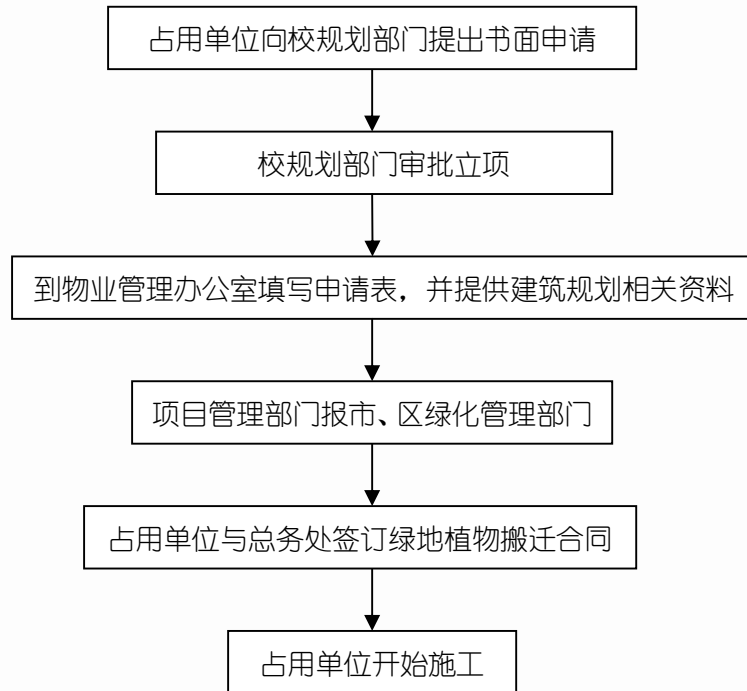 占用单位向校规划部门提出书面申请
校规划部门审批立项
到物业管理办公室填写申请表，并提供建筑规划相关资料
项目管理部门报市、区绿化管理部门
占用单位与总务处签订绿地植物搬迁合同
占用单位开始施工